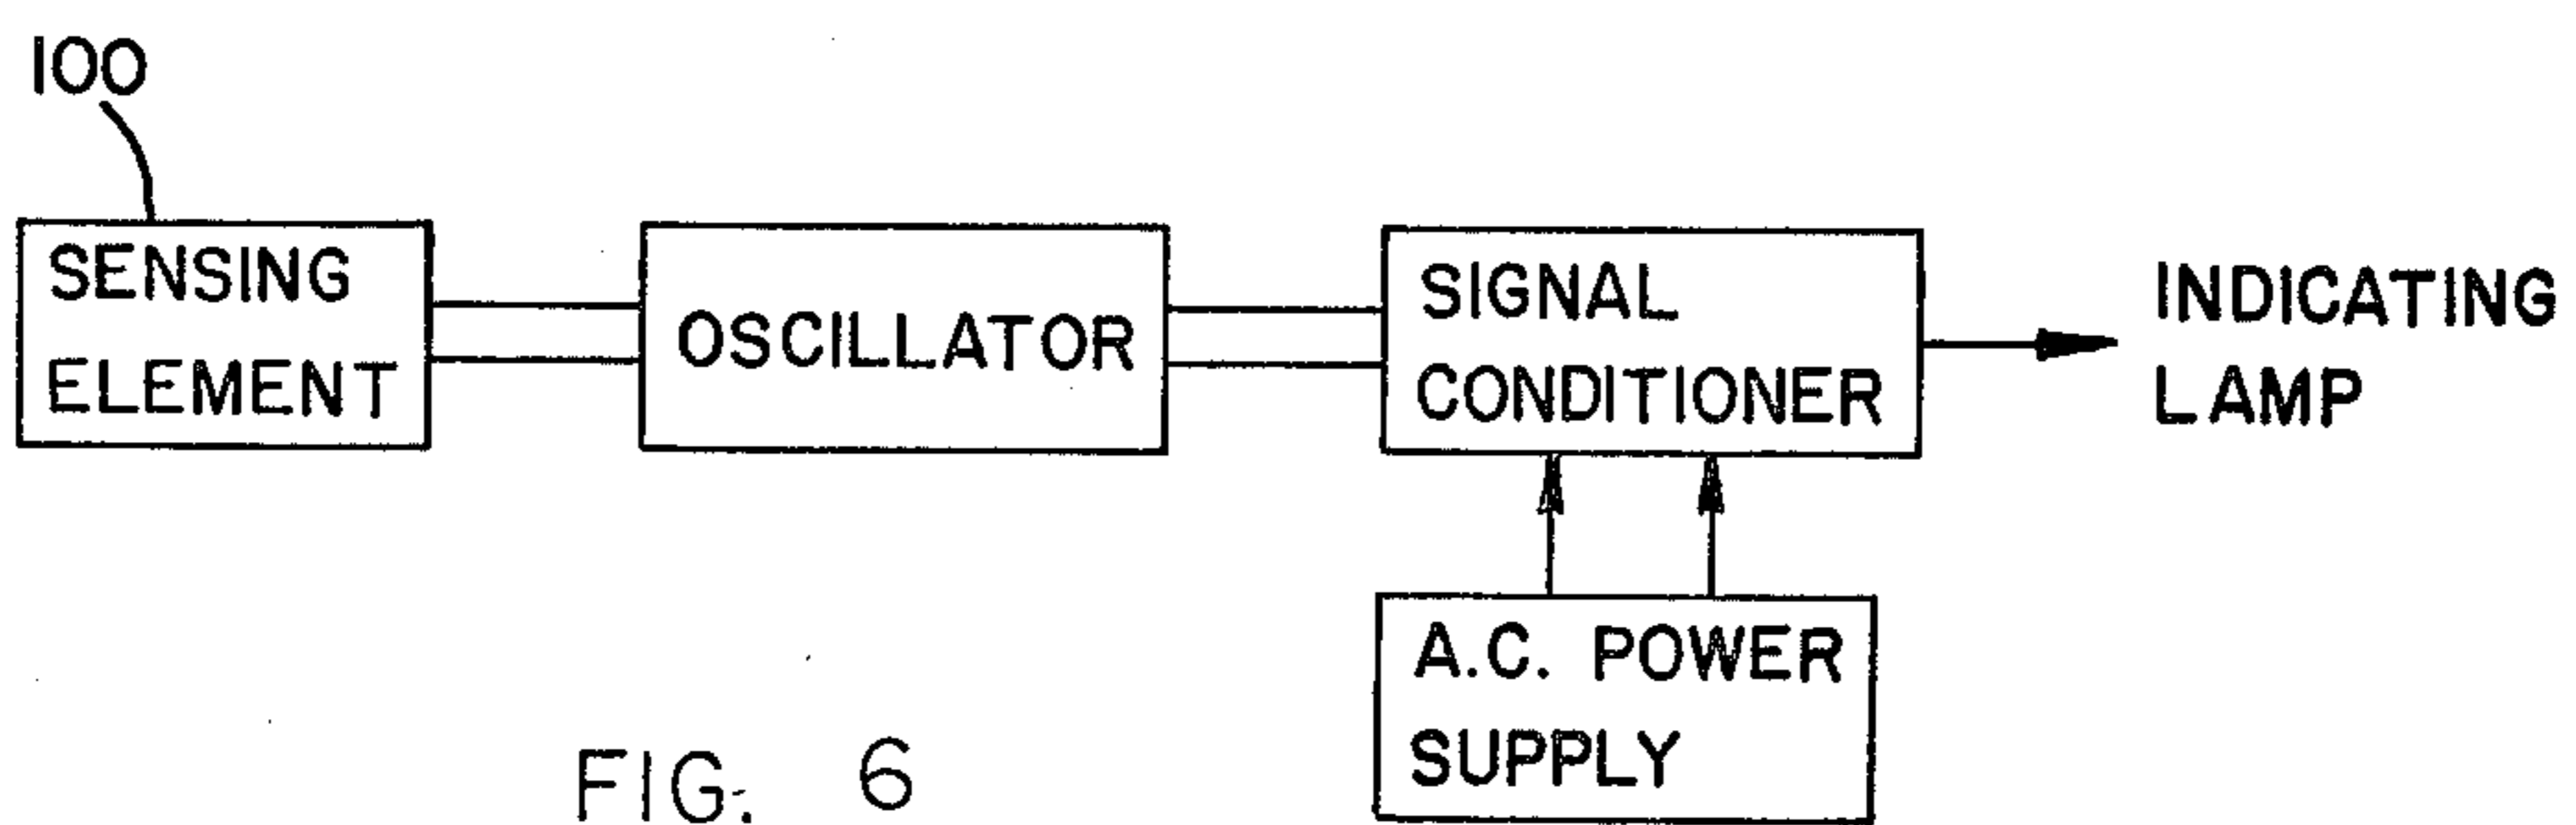 100
SENSING
ELEMENT
OSCILLATOR
SIGNAL
CONDITIONER
INDICATING
LAMP
A.C. POWER
SUPPLY
FIG. 6